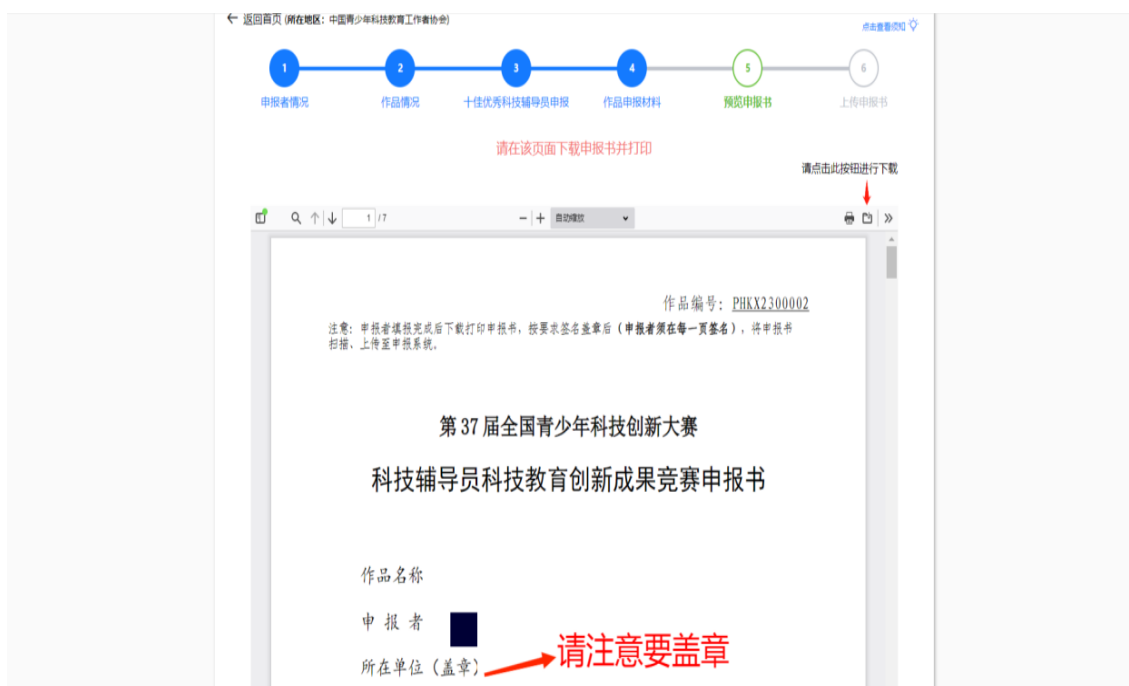 ← 返回首页 (所在地区：中国青少年科技教育工作者协会)
点击查看须知
1 2 3 4 5 6
申报者情况 作品情况 十佳优秀科技辅导员申报 作品申报材料 预览申报书 上传申报书
请在该页面下载申报书并打印
请点击此按钮进行下载
1 /7 自动缩放
作品编号：PHKX2300002
注意：申报者填报完成后下载打印申报书，按要求签名盖章后（申报者须在每一页签名），将申报书
扫描、上传至申报系统。
第 37 届全国青少年科技创新大赛
科技辅导员科技教育创新成果竞赛申报书
作品名称
申 报 者
所在单位（盖章）
请注意要盖章